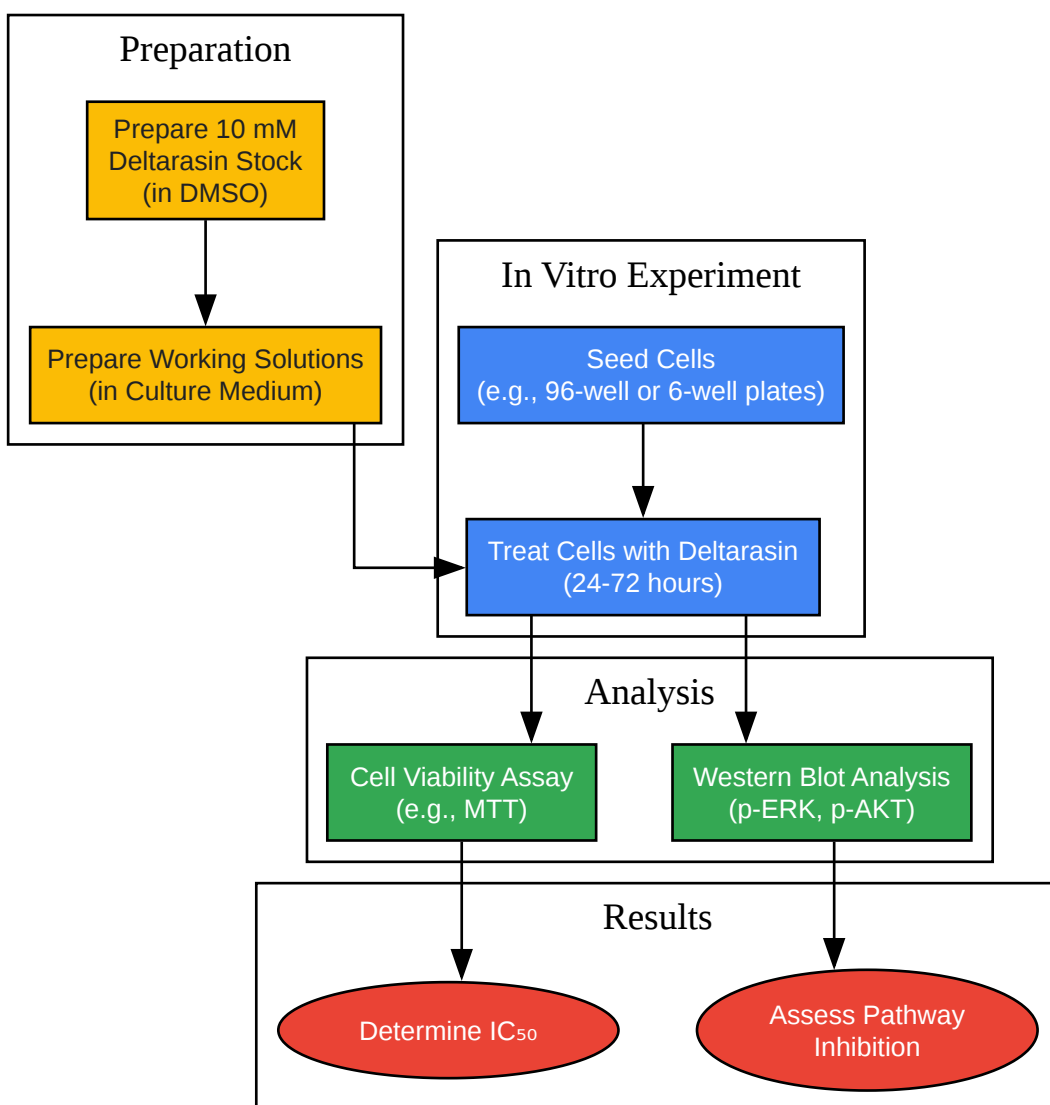 Preparation
Prepare 10 mM
Deltarasin Stock
(in DMSO)
Prepare Working Solutions
(in Culture Medium)
In Vitro Experiment
Seed Cells
(e.g., 96-well or 6-well plates)
Treat Cells with Deltarasin
(24-72 hours)
Analysis
Cell Viability Assay
(e.g., MTT)
Western Blot Analysis
(p-ERK, p-AKT)
Results
Determine IC₅₀
Assess Pathway
Inhibition